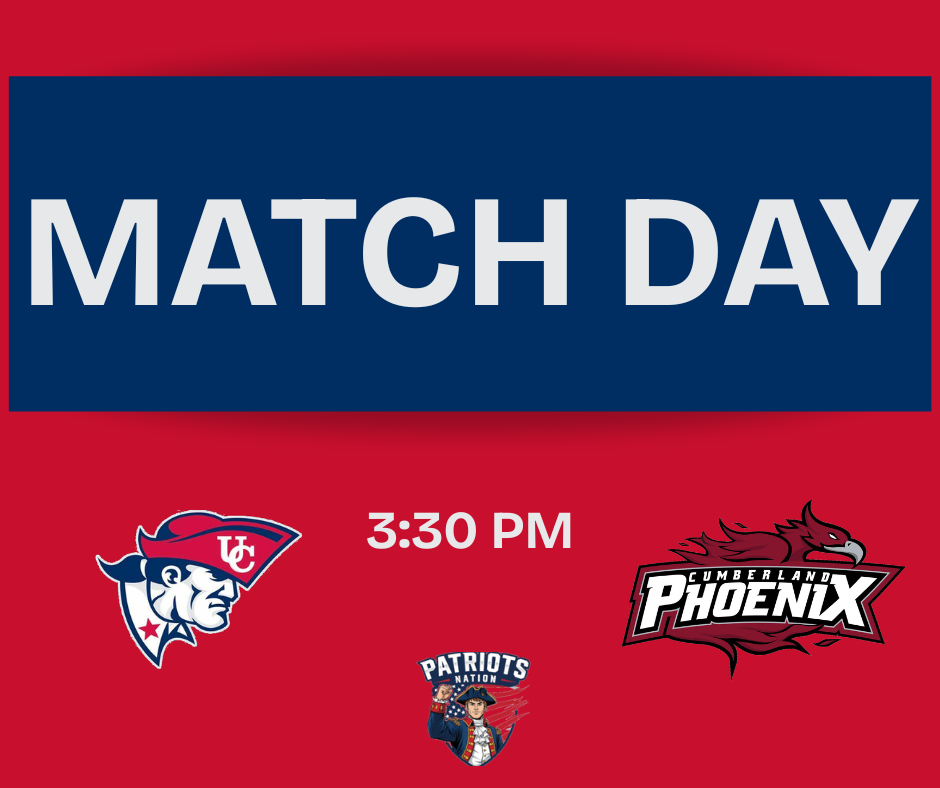 MATCH DAY
3:30 PM
UC
CUMBERLAND
PHOENIX
PATRIOTS
NATION